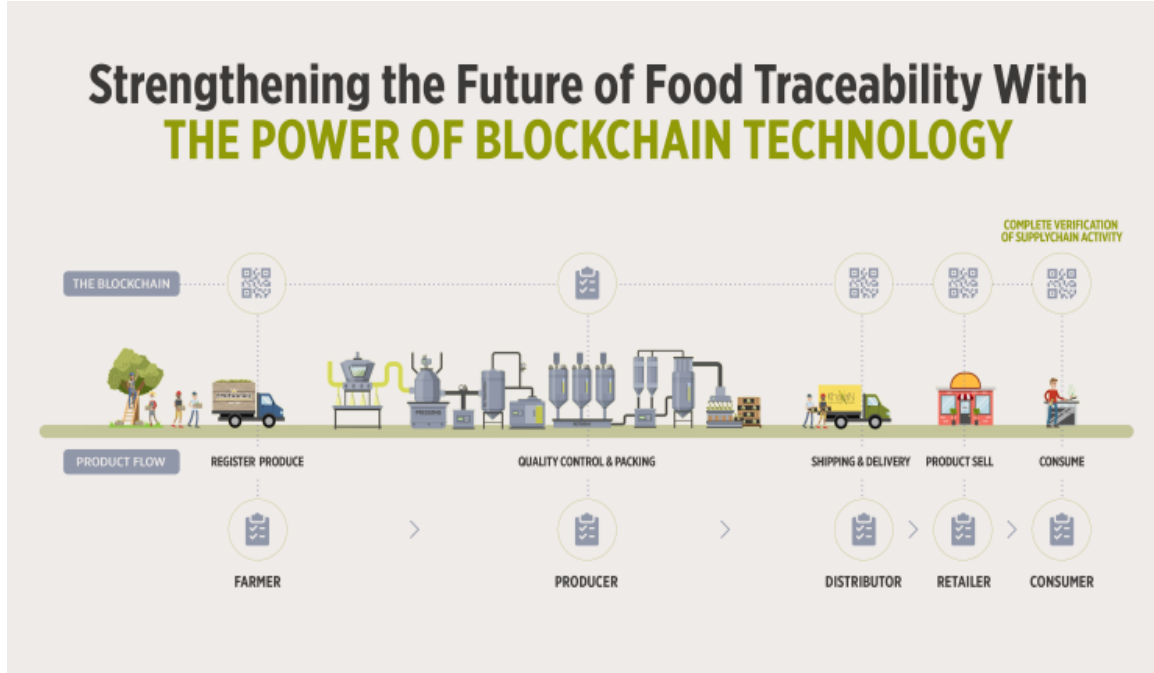 Strengthening the Future of Food Traceability With
THE POWER OF BLOCKCHAIN TECHNOLOGY
COMPLETE VERIFICATION
OF SUPPLYCHAIN ACTIVITY
THE BLOCKCHAIN
PRODUCT FLOW
REGISTER PRODUCE
QUALITY CONTROL & PACKING
SHIPPING & DELIVERY
PRODUCT SELL
CONSUME
FARMER
PRODUCER
DISTRIBUTOR
RETAILER
CONSUMER